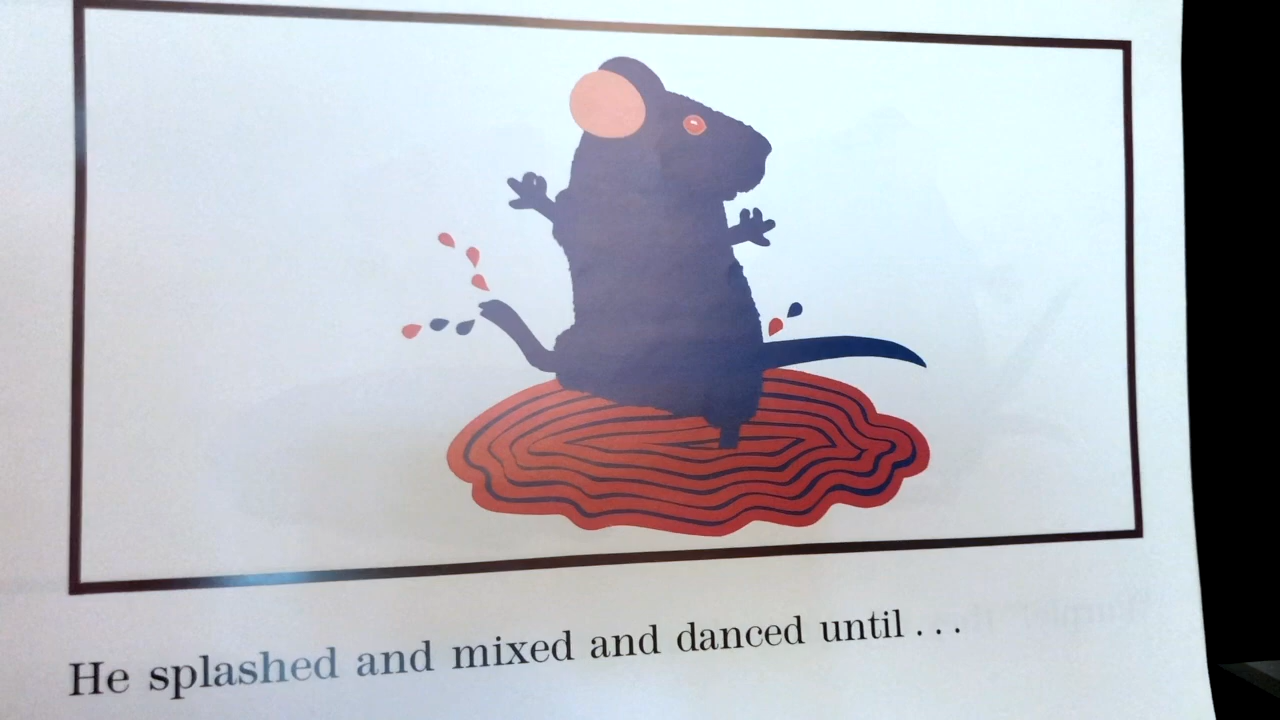 He splashed and mixed and danced until . . .